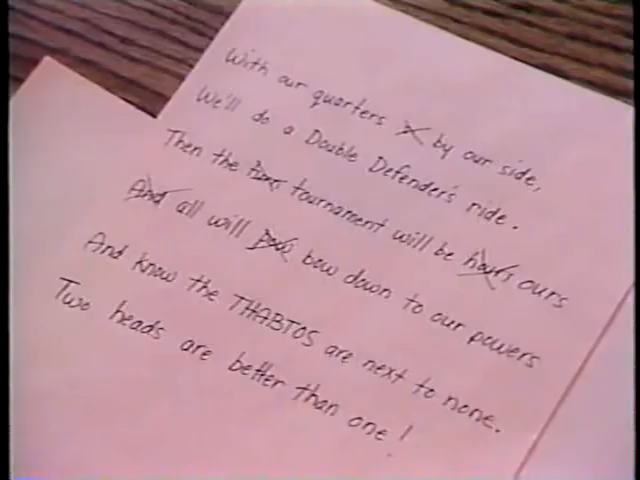 With our quarters by our side,
We'll do a Double Defender's ride.
Then the tournament will be hours ours
And all will bow down to our powers
And know the THABTOS are next to none.
Two heads are better than one!